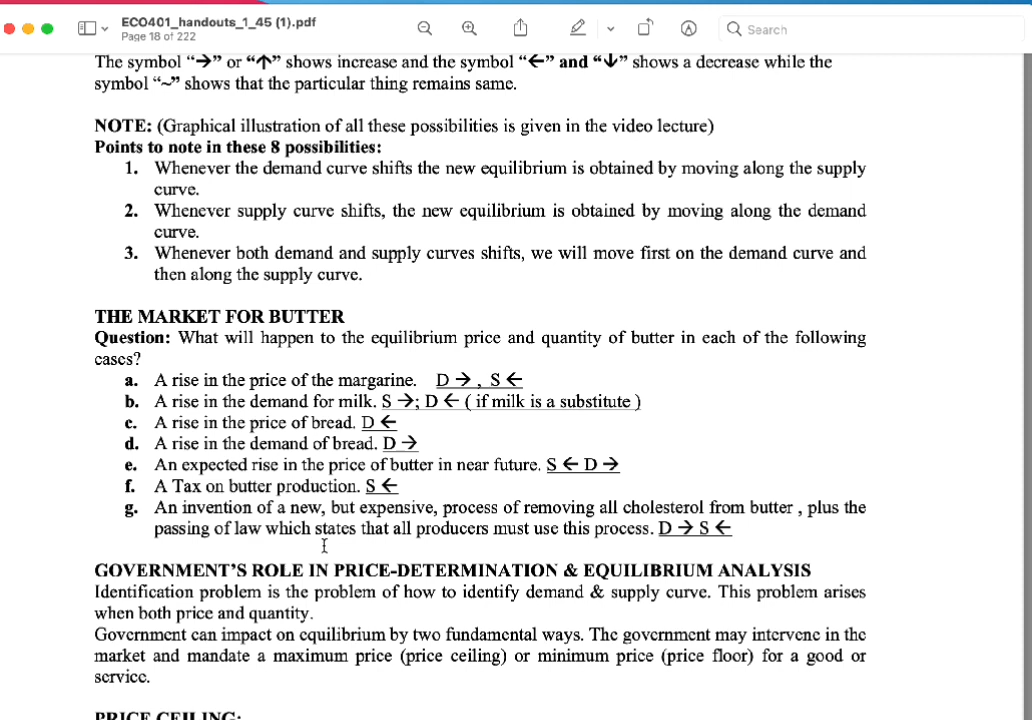 ECO401_handouts_1_45 (1).pdf
Page 18 of 222
Search
The symbol “→” or “↑” shows increase and the symbol “←” and “↓” shows a decrease while the
symbol “~” shows that the particular thing remains same.
NOTE: (Graphical illustration of all these possibilities is given in the video lecture)
Points to note in these 8 possibilities:
1. Whenever the demand curve shifts the new equilibrium is obtained by moving along the supply
curve.
2. Whenever supply curve shifts, the new equilibrium is obtained by moving along the demand
curve.
3. Whenever both demand and supply curves shifts, we will move first on the demand curve and
then along the supply curve.
THE MARKET FOR BUTTER
Question: What will happen to the equilibrium price and quantity of butter in each of the following
cases?
a. A rise in the price of the margarine. D →, S ←
b. A rise in the demand for milk. S →; D ← ( if milk is a substitute )
c. A rise in the price of bread. D ←
d. A rise in the demand of bread. D →
e. An expected rise in the price of butter in near future. S ← D →
f. A Tax on butter production. S ←
g. An invention of a new, but expensive, process of removing all cholesterol from butter , plus the
passing of law which states that all producers must use this process. D → S ←
GOVERNMENT’S ROLE IN PRICE-DETERMINATION & EQUILIBRIUM ANALYSIS
Identification problem is the problem of how to identify demand & supply curve. This problem arises
when both price and quantity.
Government can impact on equilibrium by two fundamental ways. The government may intervene in the
market and mandate a maximum price (price ceiling) or minimum price (price floor) for a good or
service.
PRICE CEILING: